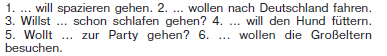 1. ... will spazieren gehen. 2. ... wollen nach Deutschland fahren.
3. Willst ... schon schlafen gehen? 4. ... will den Hund füttern.
5. Wollt ... zur Party gehen? 6. ... wollen die Großeltern
besuchen.